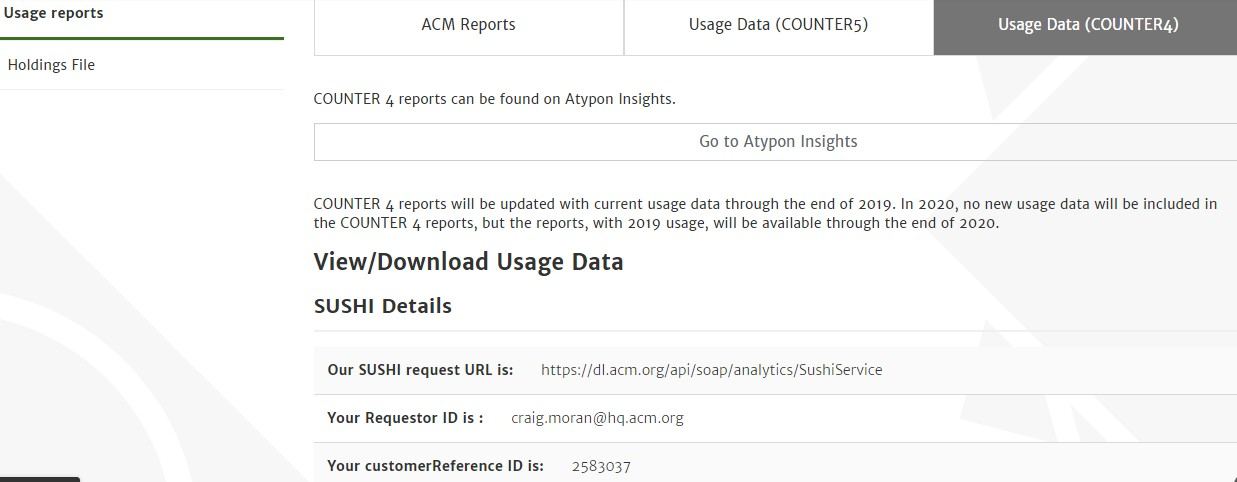 Usage reports
Holdings File
ACM Reports
Usage Data (COUNTER5)
Usage Data (COUNTER4)
COUNTER 4 reports can be found on Atypon Insights.
Go to Atypon Insights
COUNTER 4 reports will be updated with current usage data through the end of 2019. In 2020, no new usage data will be included in
the COUNTER 4 reports, but the reports, with 2019 usage, will be available through the end of 2020.
View/Download Usage Data
SUSHI Details
Our SUSHI request URL is: https://dl.acm.org/api/soap/analytics/SushiService
Your Requestor ID is : craig.moran@hq.acm.org
Your customerReference ID is: 2583037